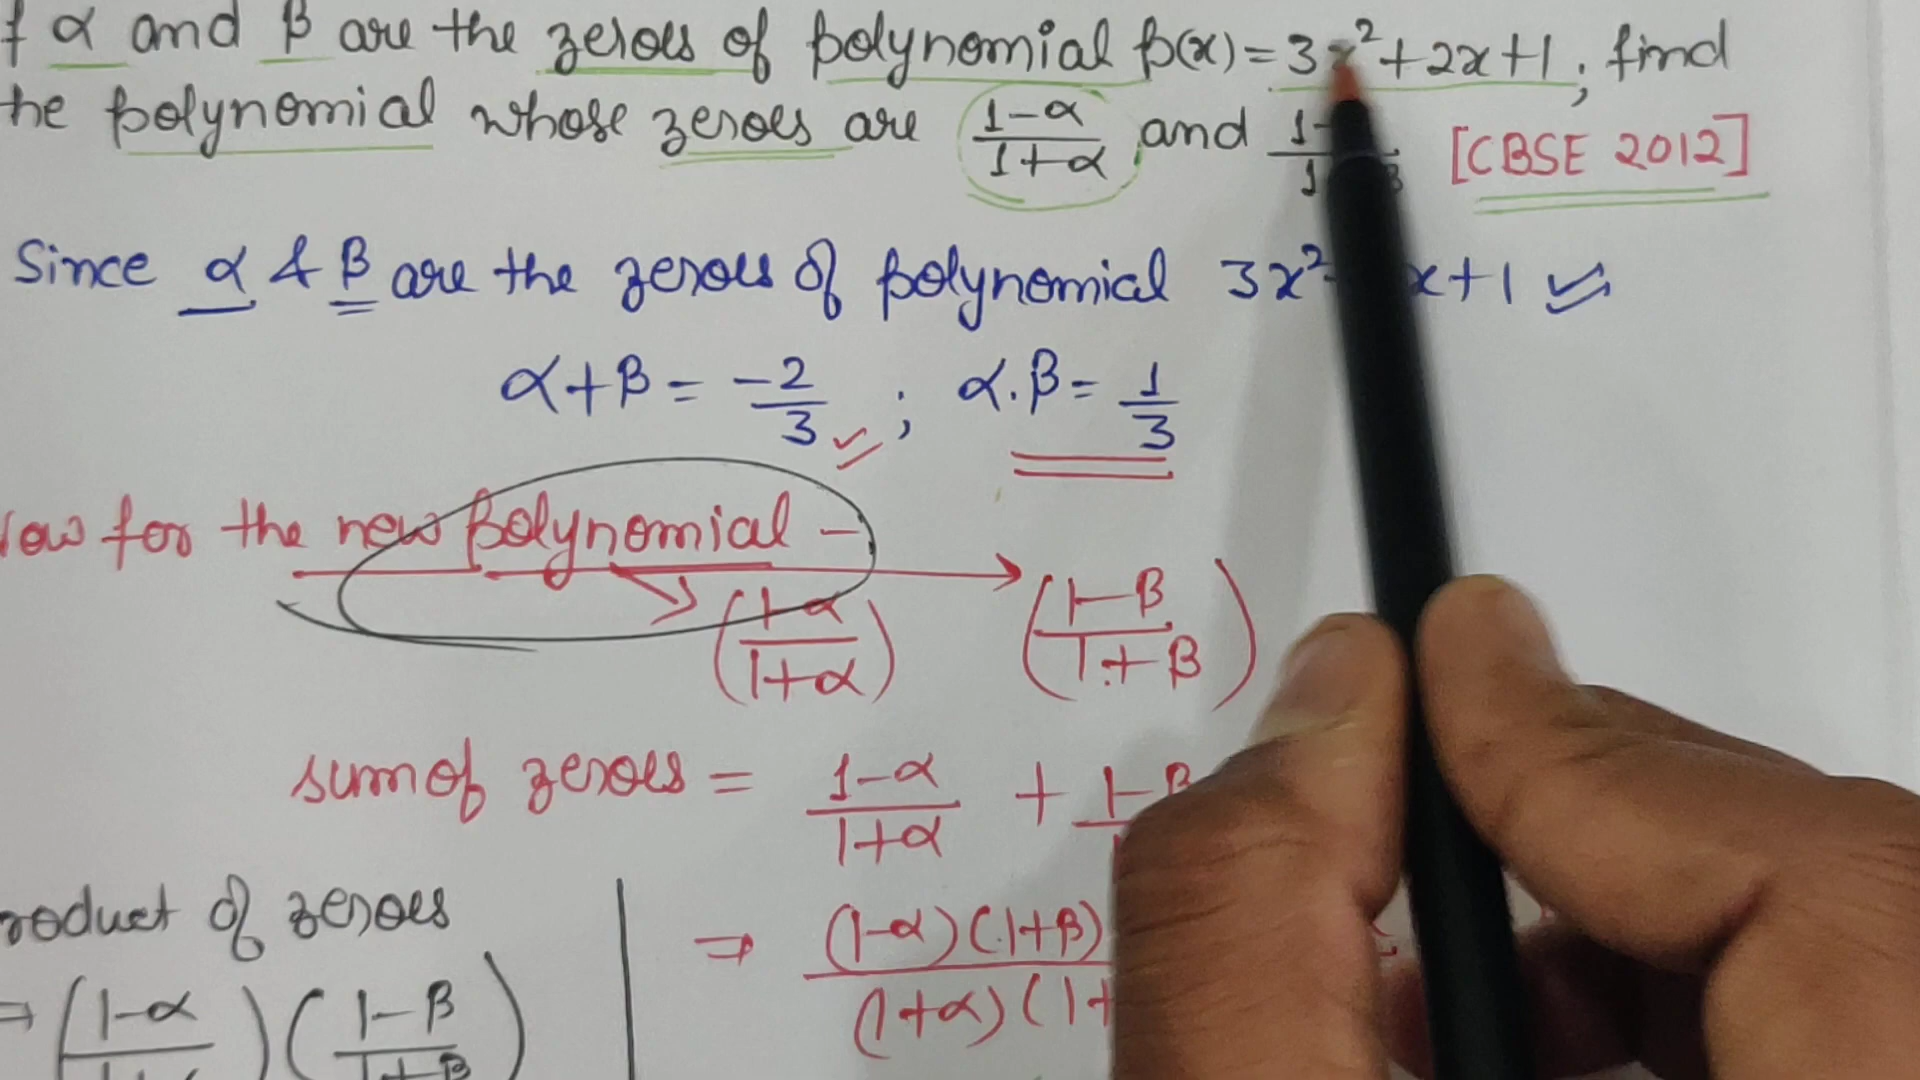 α and β are the zeroes of polynomial p(x) = 3x²+2x+1, find
he polynomial whose zeroes are (1-α)/(1+α) and 1-
[CBSE 2012]
Since α & β are the zeroes of polynomial 3x² x+1
α+β = -2/3 ; α.β = 1/3
for the new polynomial -
((1-α)/(1+α)) ((1-β)/(1+β))
sum of zeroes = (1-α)/(1+α) + 1-β
roduct of zeroes
⇒ (1-α)(1+β)
(1+α)(1+
⇒ (1-α ) (1-β )
1+β